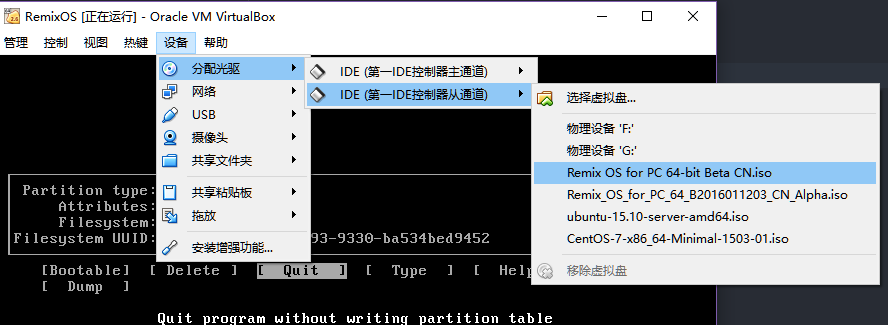 RemixOS [正在运行] - Oracle VM VirtualBox
管理 控制 视图 热键 设备 帮助
分配光驱
网络
USB
摄像头
共享文件夹
共享粘贴板
拖放
安装增强功能...
IDE (第一IDE控制器主通道)
IDE (第一IDE控制器从通道)
选择虚拟盘...
物理设备 'F:'
物理设备 'G:'
Remix OS for PC 64-bit Beta CN.iso
Remix_OS_for_PC_64_B2016011203_CN_Alpha.iso
ubuntu-15.10-server-amd64.iso
CentOS-7-x86_64-Minimal-1503-01.iso
移除虚拟盘
Partition type:
Attributes:
Filesystem:
Filesystem UUID: 93-9330-ba534bed9452
[Bootable] [ Delete ] [ Quit ] [ Type ] [ Help
[ Dump ]
Quit program without writing partition table